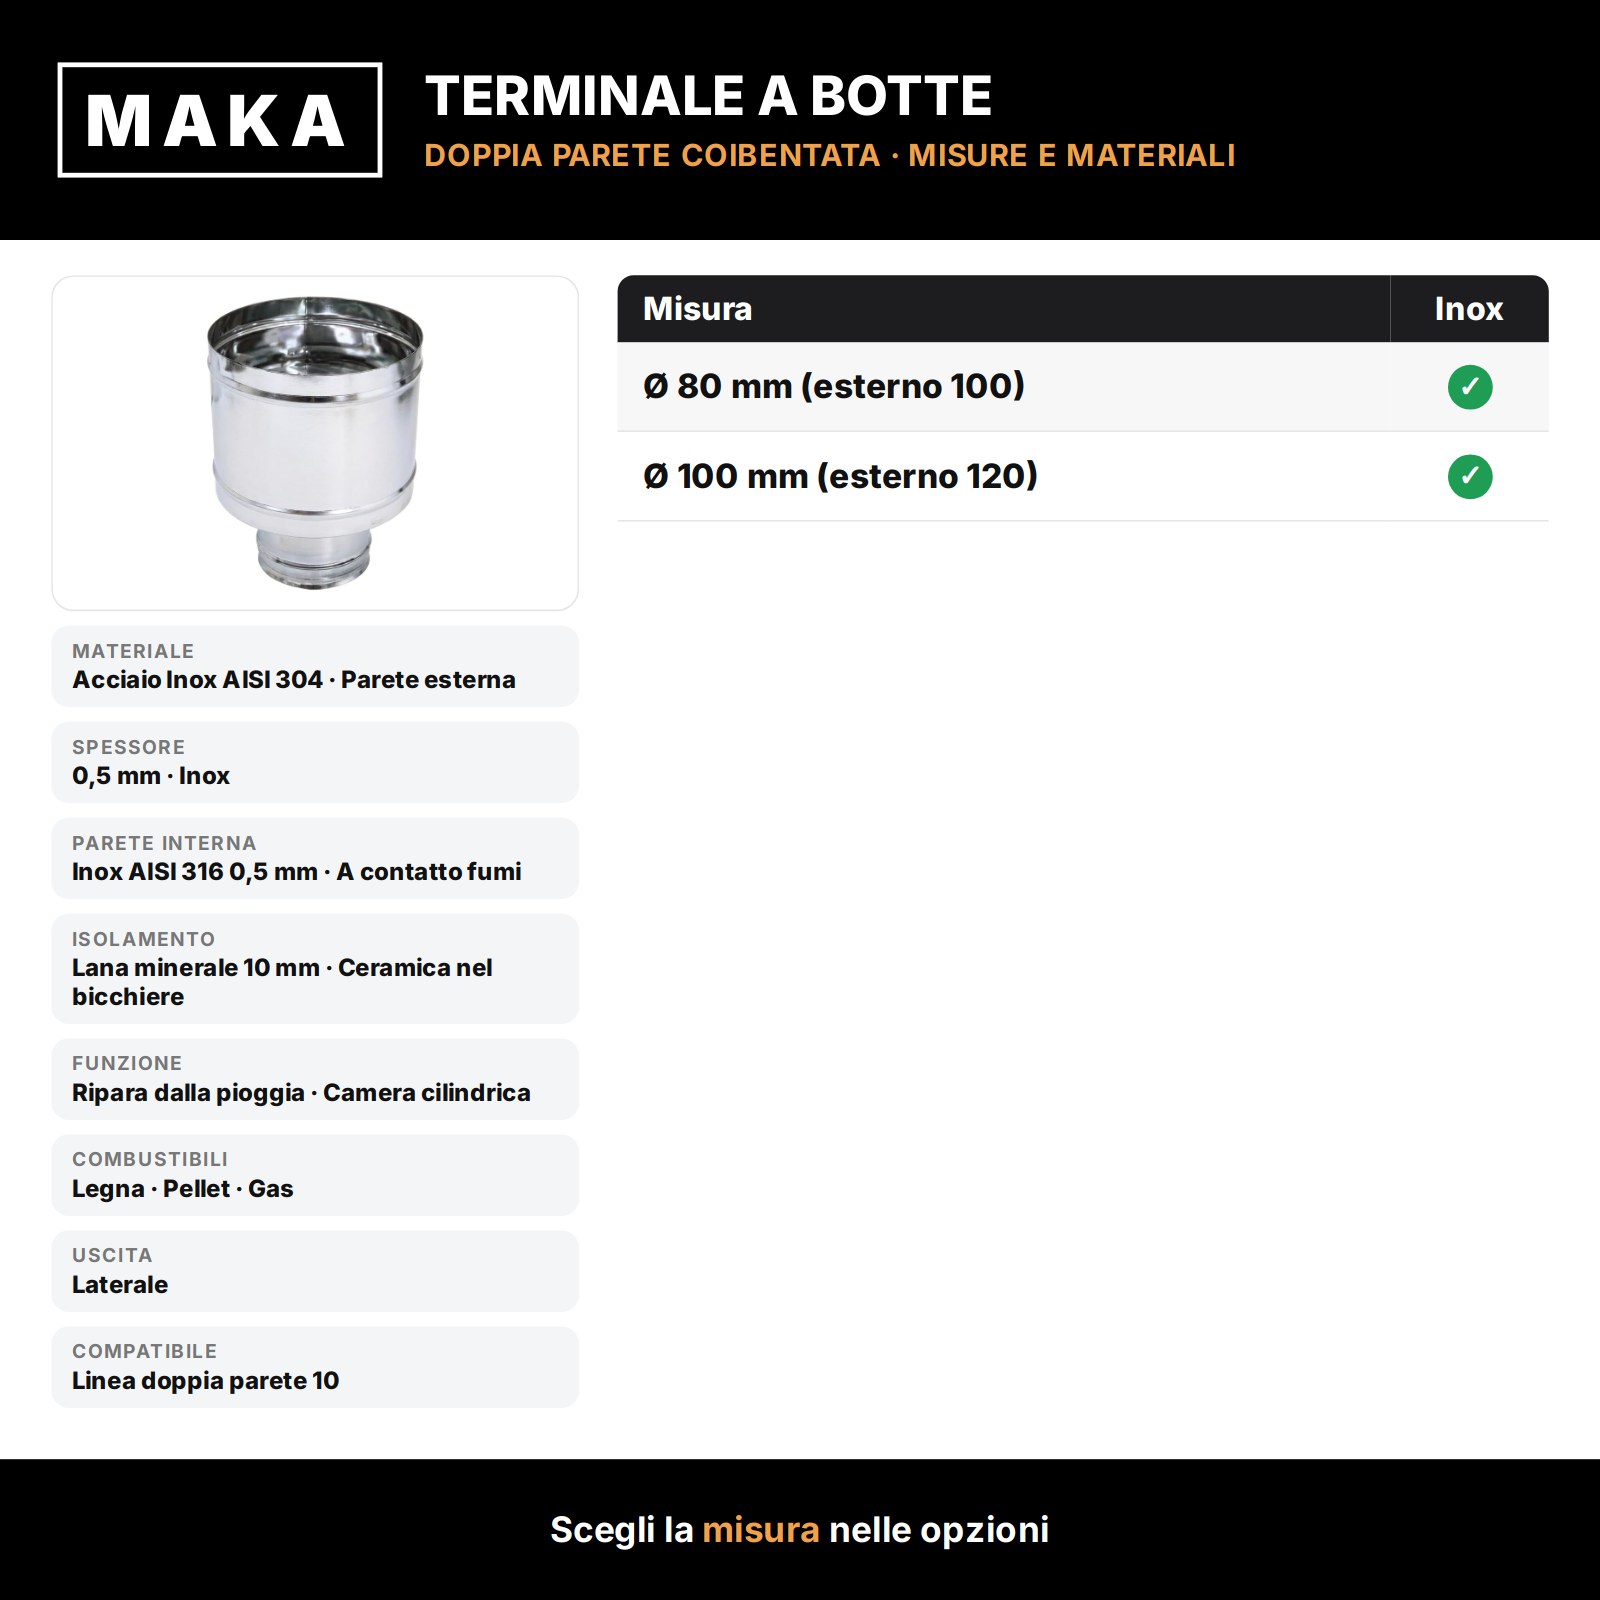 MAKA
TERMINALE A BOTTE
DOPPIA PARETE COIBENTATA · MISURE E MATERIALI
Misura Inox
Ø 80 mm (esterno 100) ✓
Ø 100 mm (esterno 120) ✓
MATERIALE
Acciaio Inox AISI 304 · Parete esterna
SPESSORE
0,5 mm · Inox
PARETE INTERNA
Inox AISI 316 0,5 mm · A contatto fumi
ISOLAMENTO
Lana minerale 10 mm · Ceramica nel
bicchiere
FUNZIONE
Ripara dalla pioggia · Camera cilindrica
COMBUSTIBILI
Legna · Pellet · Gas
USCITA
Laterale
COMPATIBILE
Linea doppia parete 10
Scegli la misura nelle opzioni